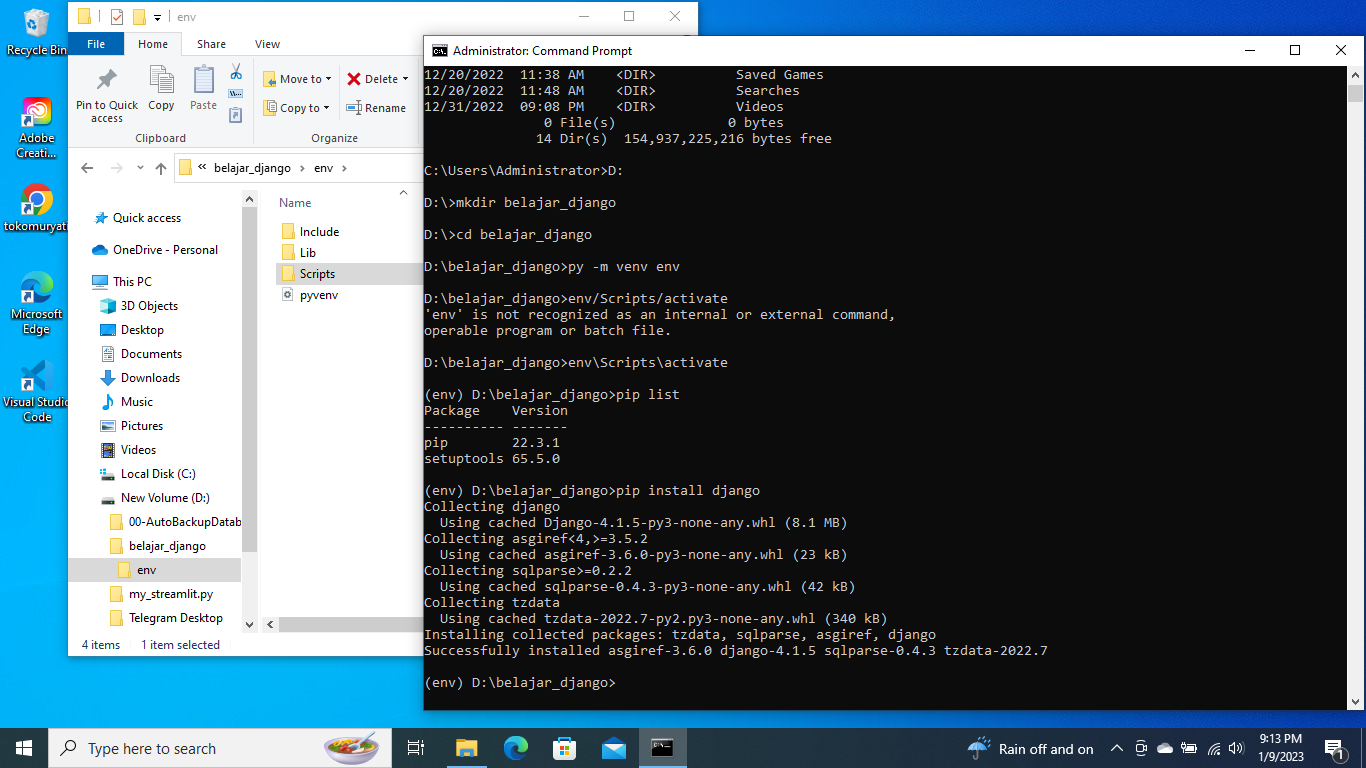 Recycle Bin
Adobe
Creati...
tokomuryati
Microsoft
Edge
Visual Studio
Code
env
File Home Share View
Pin to Quick
access
Copy
Paste
Clipboard
Move to
Copy to
Delete
Rename
Organize
belajar_django
env
Quick access
OneDrive - Personal
This PC
3D Objects
Desktop
Documents
Downloads
Music
Pictures
Videos
Local Disk (C:)
New Volume (D:)
00-AutoBackupDatab
belajar_django
env
my_streamlit.py
Telegram Desktop
Name
Include
Lib
Scripts
pyvenv
4 items 1 item selected
Administrator: Command Prompt
12/20/2022  11:38 AM    <DIR>          Saved Games
12/20/2022  11:48 AM    <DIR>          Searches
12/31/2022  09:08 PM    <DIR>          Videos
0 File(s)              0 bytes
14 Dir(s)  154,937,225,216 bytes free
C:\Users\Administrator>D:
D:\>mkdir belajar_django
D:\>cd belajar_django
D:\belajar_django>py -m venv env
D:\belajar_django>env/Scripts/activate
'env' is not recognized as an internal or external command,
operable program or batch file.
D:\belajar_django>env\Scripts\activate
(env) D:\belajar_django>pip list
Package    Version
---------- -------
pip        22.3.1
setuptools 65.5.0
(env) D:\belajar_django>pip install django
Collecting django
Using cached Django-4.1.5-py3-none-any.whl (8.1 MB)
Collecting asgiref<4,>=3.5.2
Using cached asgiref-3.6.0-py3-none-any.whl (23 kB)
Collecting sqlparse>=0.2.2
Using cached sqlparse-0.4.3-py3-none-any.whl (42 kB)
Collecting tzdata
Using cached tzdata-2022.7-py2.py3-none-any.whl (340 kB)
Installing collected packages: tzdata, sqlparse, asgiref, django
Successfully installed asgiref-3.6.0 django-4.1.5 sqlparse-0.4.3 tzdata-2022.7
(env) D:\belajar_django>
Type here to search
Rain off and on
9:13 PM
1/9/2023
1